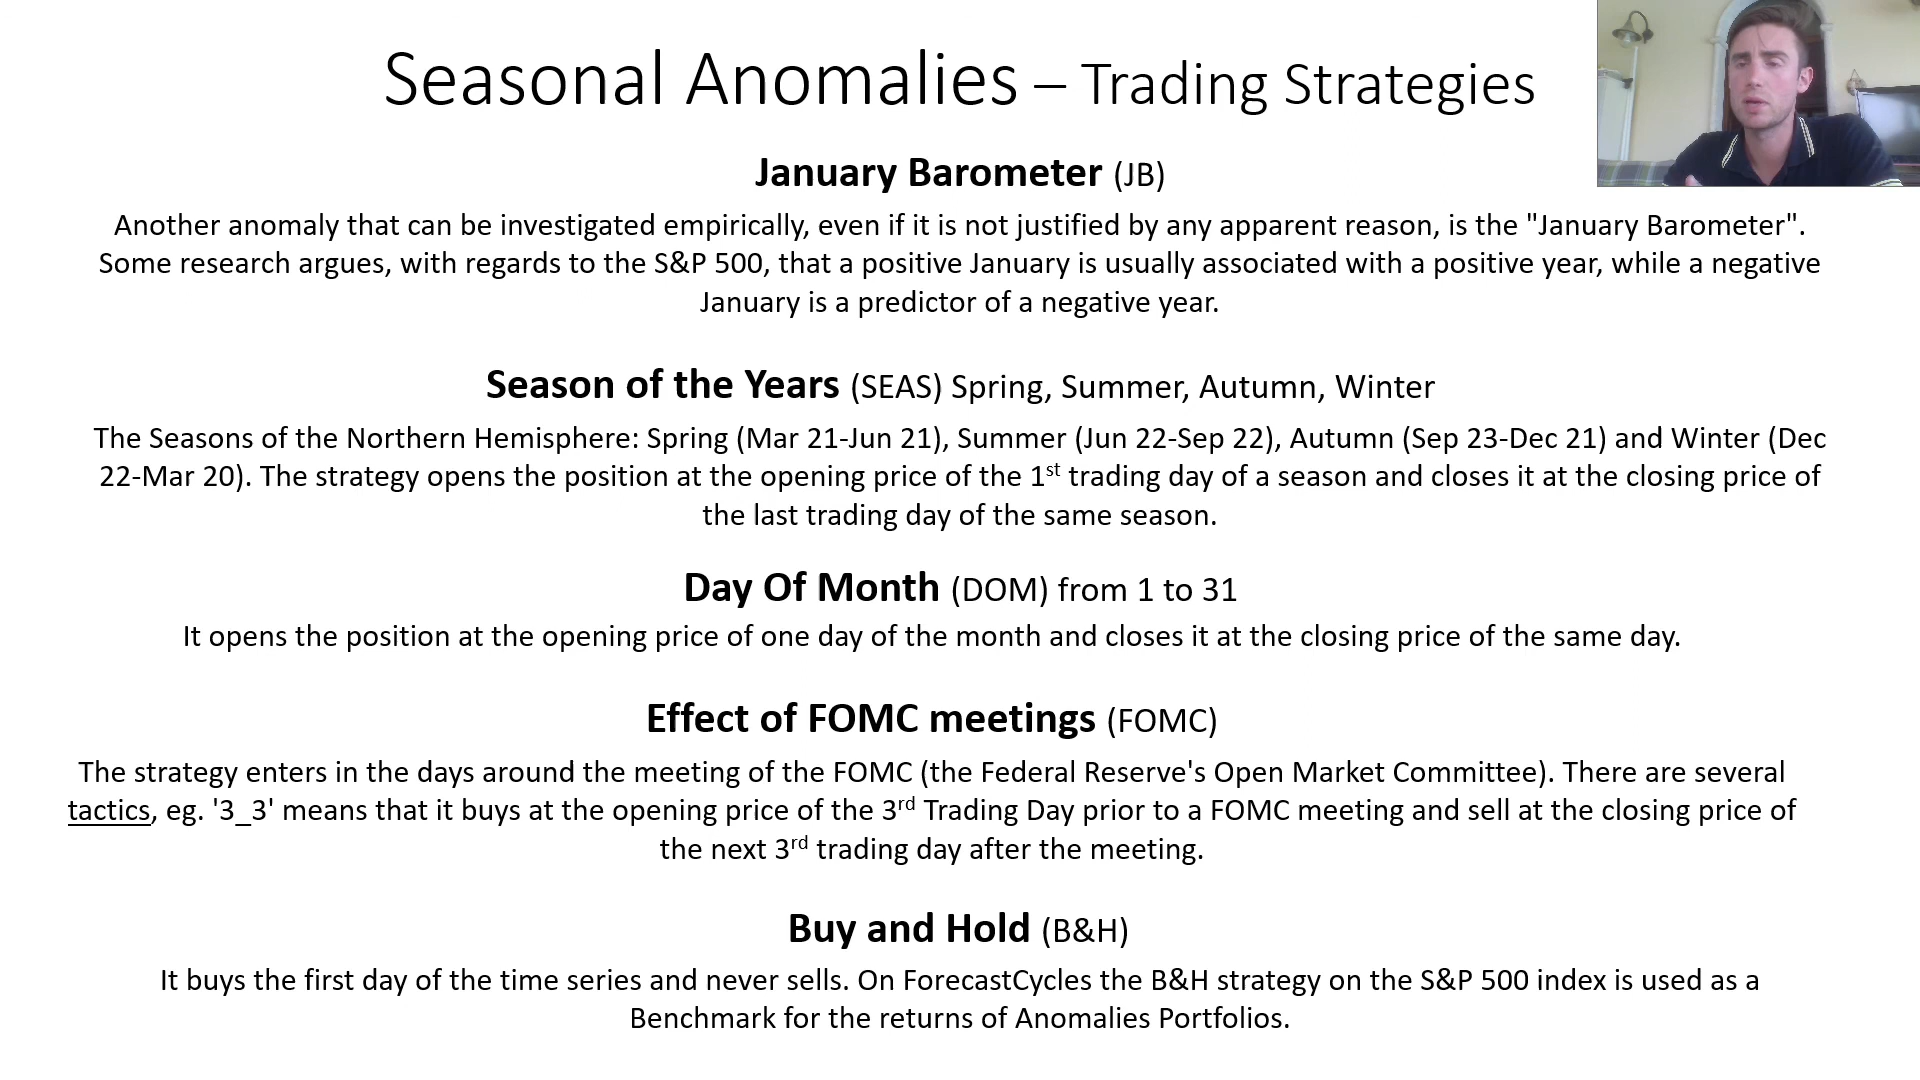 Seasonal Anomalies – Trading Strategies
January Barometer (JB)
Another anomaly that can be investigated empirically, even if it is not justified by any apparent reason, is the "January Barometer".
Some research argues, with regards to the S&P 500, that a positive January is usually associated with a positive year, while a negative
January is a predictor of a negative year.
Season of the Years (SEAS) Spring, Summer, Autumn, Winter
The Seasons of the Northern Hemisphere: Spring (Mar 21-Jun 21), Summer (Jun 22-Sep 22), Autumn (Sep 23-Dec 21) and Winter (Dec
22-Mar 20). The strategy opens the position at the opening price of the 1st trading day of a season and closes it at the closing price of
the last trading day of the same season.
Day Of Month (DOM) from 1 to 31
It opens the position at the opening price of one day of the month and closes it at the closing price of the same day.
Effect of FOMC meetings (FOMC)
The strategy enters in the days around the meeting of the FOMC (the Federal Reserve's Open Market Committee). There are several
tactics, eg. '3_3' means that it buys at the opening price of the 3rd Trading Day prior to a FOMC meeting and sell at the closing price of
the next 3rd trading day after the meeting.
Buy and Hold (B&H)
It buys the first day of the time series and never sells. On ForecastCycles the B&H strategy on the S&P 500 index is used as a
Benchmark for the returns of Anomalies Portfolios.